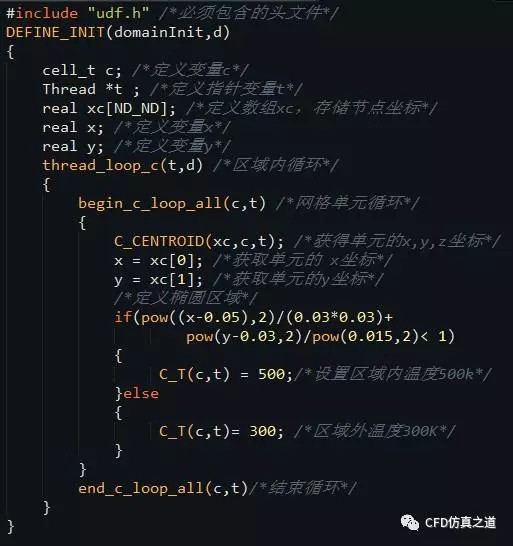 #include "udf.h" /*必须包含的头文件*/
DEFINE_INIT(domainInit,d)
{
cell_t c; /*定义变量c*/
Thread *t ; /*定义指针变量t*/
real xc[ND_ND]; /*定义数组xc，存储节点坐标*/
real x; /*定义变量x*/
real y; /*定义变量y*/
thread_loop_c(t,d) /*区域内循环*/
{
begin_c_loop_all(c,t) /*网格单元循环*/
{
C_CENTROID(xc,c,t); /*获得单元的x,y,z坐标*/
x = xc[0]; /*获取单元的 x坐标*/
y = xc[1]; /*获取单元的y坐标*/
/*定义椭圆区域*/
if(pow((x-0.05),2)/(0.03*0.03)+
pow(y-0.03,2)/pow(0.015,2)< 1)
{
C_T(c,t) = 500;/*设置区域内温度500k*/
}else
{
C_T(c,t)= 300; /*区域外温度300K*/
}
}
end_c_loop_all(c,t)/*结束循环*/
}
}
CFD仿真之道